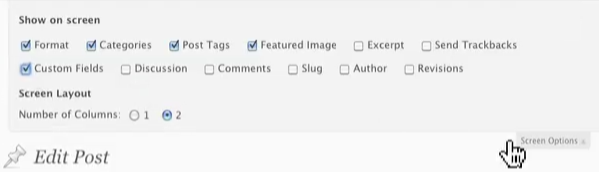 Show on screen
Format Categories Post Tags Featured Image Excerpt Send Trackbacks
Custom Fields Discussion Comments Slug Author Revisions
Screen Layout
Number of Columns: 1 2
Screen Options
Edit Post